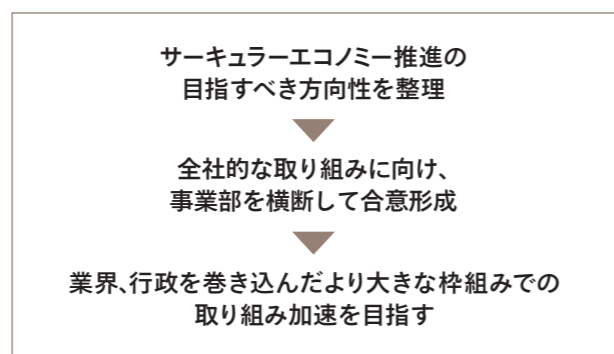 サーキュラーエコノミー推進の
目指すべき方向性を整理
全社的な取り組みに向け、
事業部を横断して合意形成
業界、行政を巻き込んだより大きな枠組みでの
取り組み加速を目指す